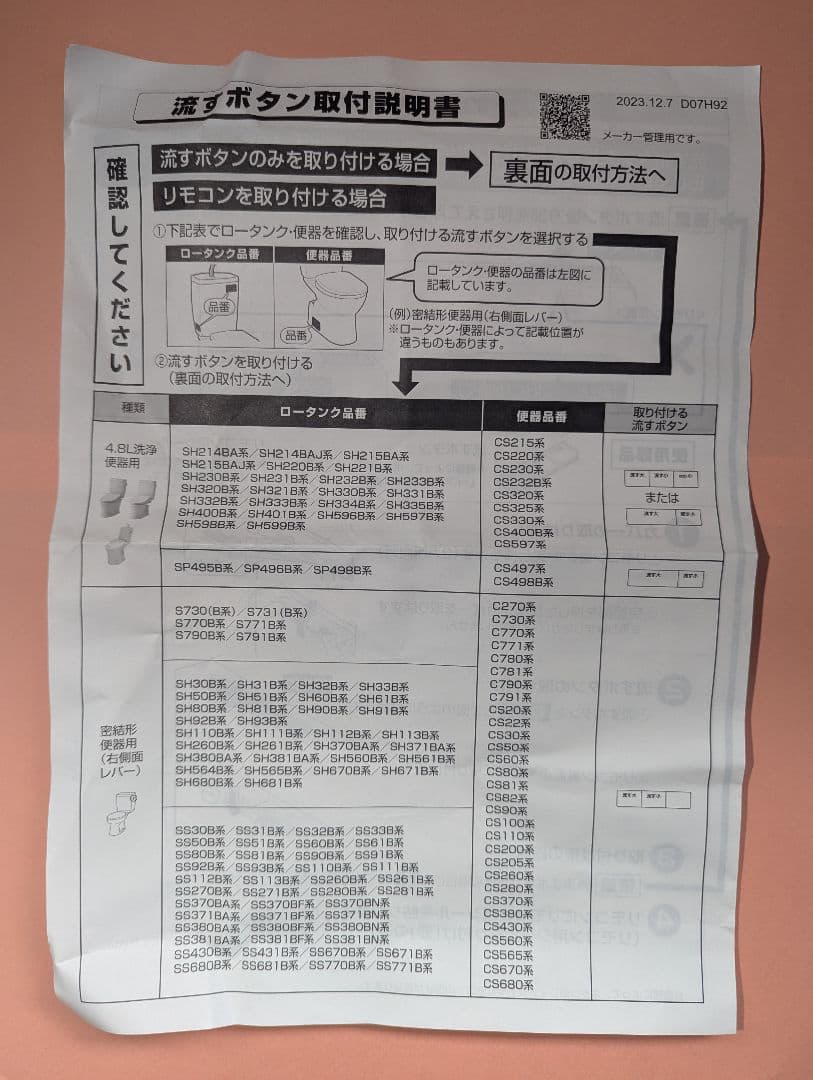 流すボタン取付説明書
2023.12.7 D07H92
メーカー管理用です。
確認してください
流すボタンのみを取り付ける場合
裏面の取付方法へ
リモコンを取り付ける場合
①下記表でロータンク・便器を確認し、取り付ける流すボタンを選択する
ロータンク品番
便器品番
品番
品番
ロータンク・便器の品番は左図に
記載しています。
(例)密結形便器用(右側面レバー)
※ロータンク・便器によって記載位置が
違うものもあります。
②流すボタンを取り付ける
(裏面の取付方法へ)
種類
ロータンク品番
便器品番
取り付ける
流すボタン
4.8L洗浄
便器用
SH214BA系/SH214BAJ系/SH215BA系
SH215BAJ系/SH220B系/SH221B系
SH230B系/SH231B系/SH232B系/SH233B系
SH320B系/SH321B系/SH330B系/SH331B系
SH332B系/SH333B系/SH334B系/SH335B系
SH400B系/SH401B系/SH596B系/SH597B系
SH598B系/SH599B系
CS215系
CS220系
CS230系
CS232B系
CS320系
CS325系
CS330系
CS400B系
CS597系
流す大
流す小
または
流す大
SP495B系/SP496B系/SP498B系
CS497系
CS498B系
流す大
流す小
密結形
便器用
(右側面
レバー)
S730(B系)/S731(B系)
S770B系/S771B系
S790B系/S791B系
SH30B系/SH31B系/SH32B系/SH33B系
SH50B系/SH51B系/SH60B系/SH61B系
SH80B系/SH81B系/SH90B系/SH91B系
SH92B系/SH93B系
SH110B系/SH111B系/SH112B系/SH113B系
SH260B系/SH261B系/SH370BA系/SH371BA系
SH380BA系/SH381BA系/SH560B系/SH561B系
SH564B系/SH565B系/SH670B系/SH671B系
SH680B系/SH681B系
SS30B系/SS31B系/SS32B系/SS33B系
SS50B系/SS51B系/SS60B系/SS61B系
SS80B系/SS81B系/SS90B系/SS91B系
SS92B系/SS93B系/SS110B系/SS111B系
SS112B系/SS113B系/SS260B系/SS261B系
SS270B系/SS271B系/SS280B系/SS281B系
SS370BA系/SS370BF系/SS370BN系
SS371BA系/SS371BF系/SS371BN系
SS380BA系/SS380BF系/SS380BN系
SS381BA系/SS381BF系/SS381BN系
SS430B系/SS431B系/SS670B系/SS671B系
SS680B系/SS681B系/SS770B系/SS771B系
C270系
C730系
C770系
C771系
C780系
C781系
C790系
C791系
CS20系
CS22系
CS30系
CS50系
CS60系
CS80系
CS81系
CS82系
CS90系
CS100系
CS110系
CS200系
CS205系
CS260系
CS280系
CS370系
CS380系
CS430系
CS560系
CS565系
CS670系
CS680系
流す大
流す小